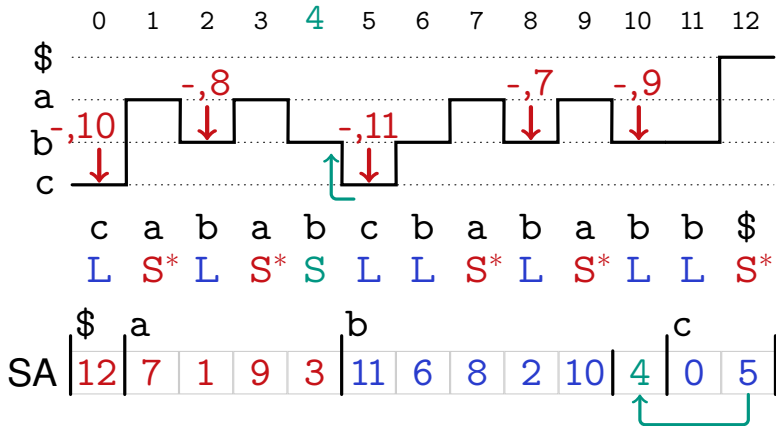 0 1 2 3 4 5 6 7 8 9 10 11 12
$
a
b
c
-,10
-,8
-,11
-,7
-,9
c a b a b c b a b a b b $
L S* L S* S L L S* L S* L L S*
$ a b c
SA 12 7 1 9 3 11 6 8 2 10 4 0 5